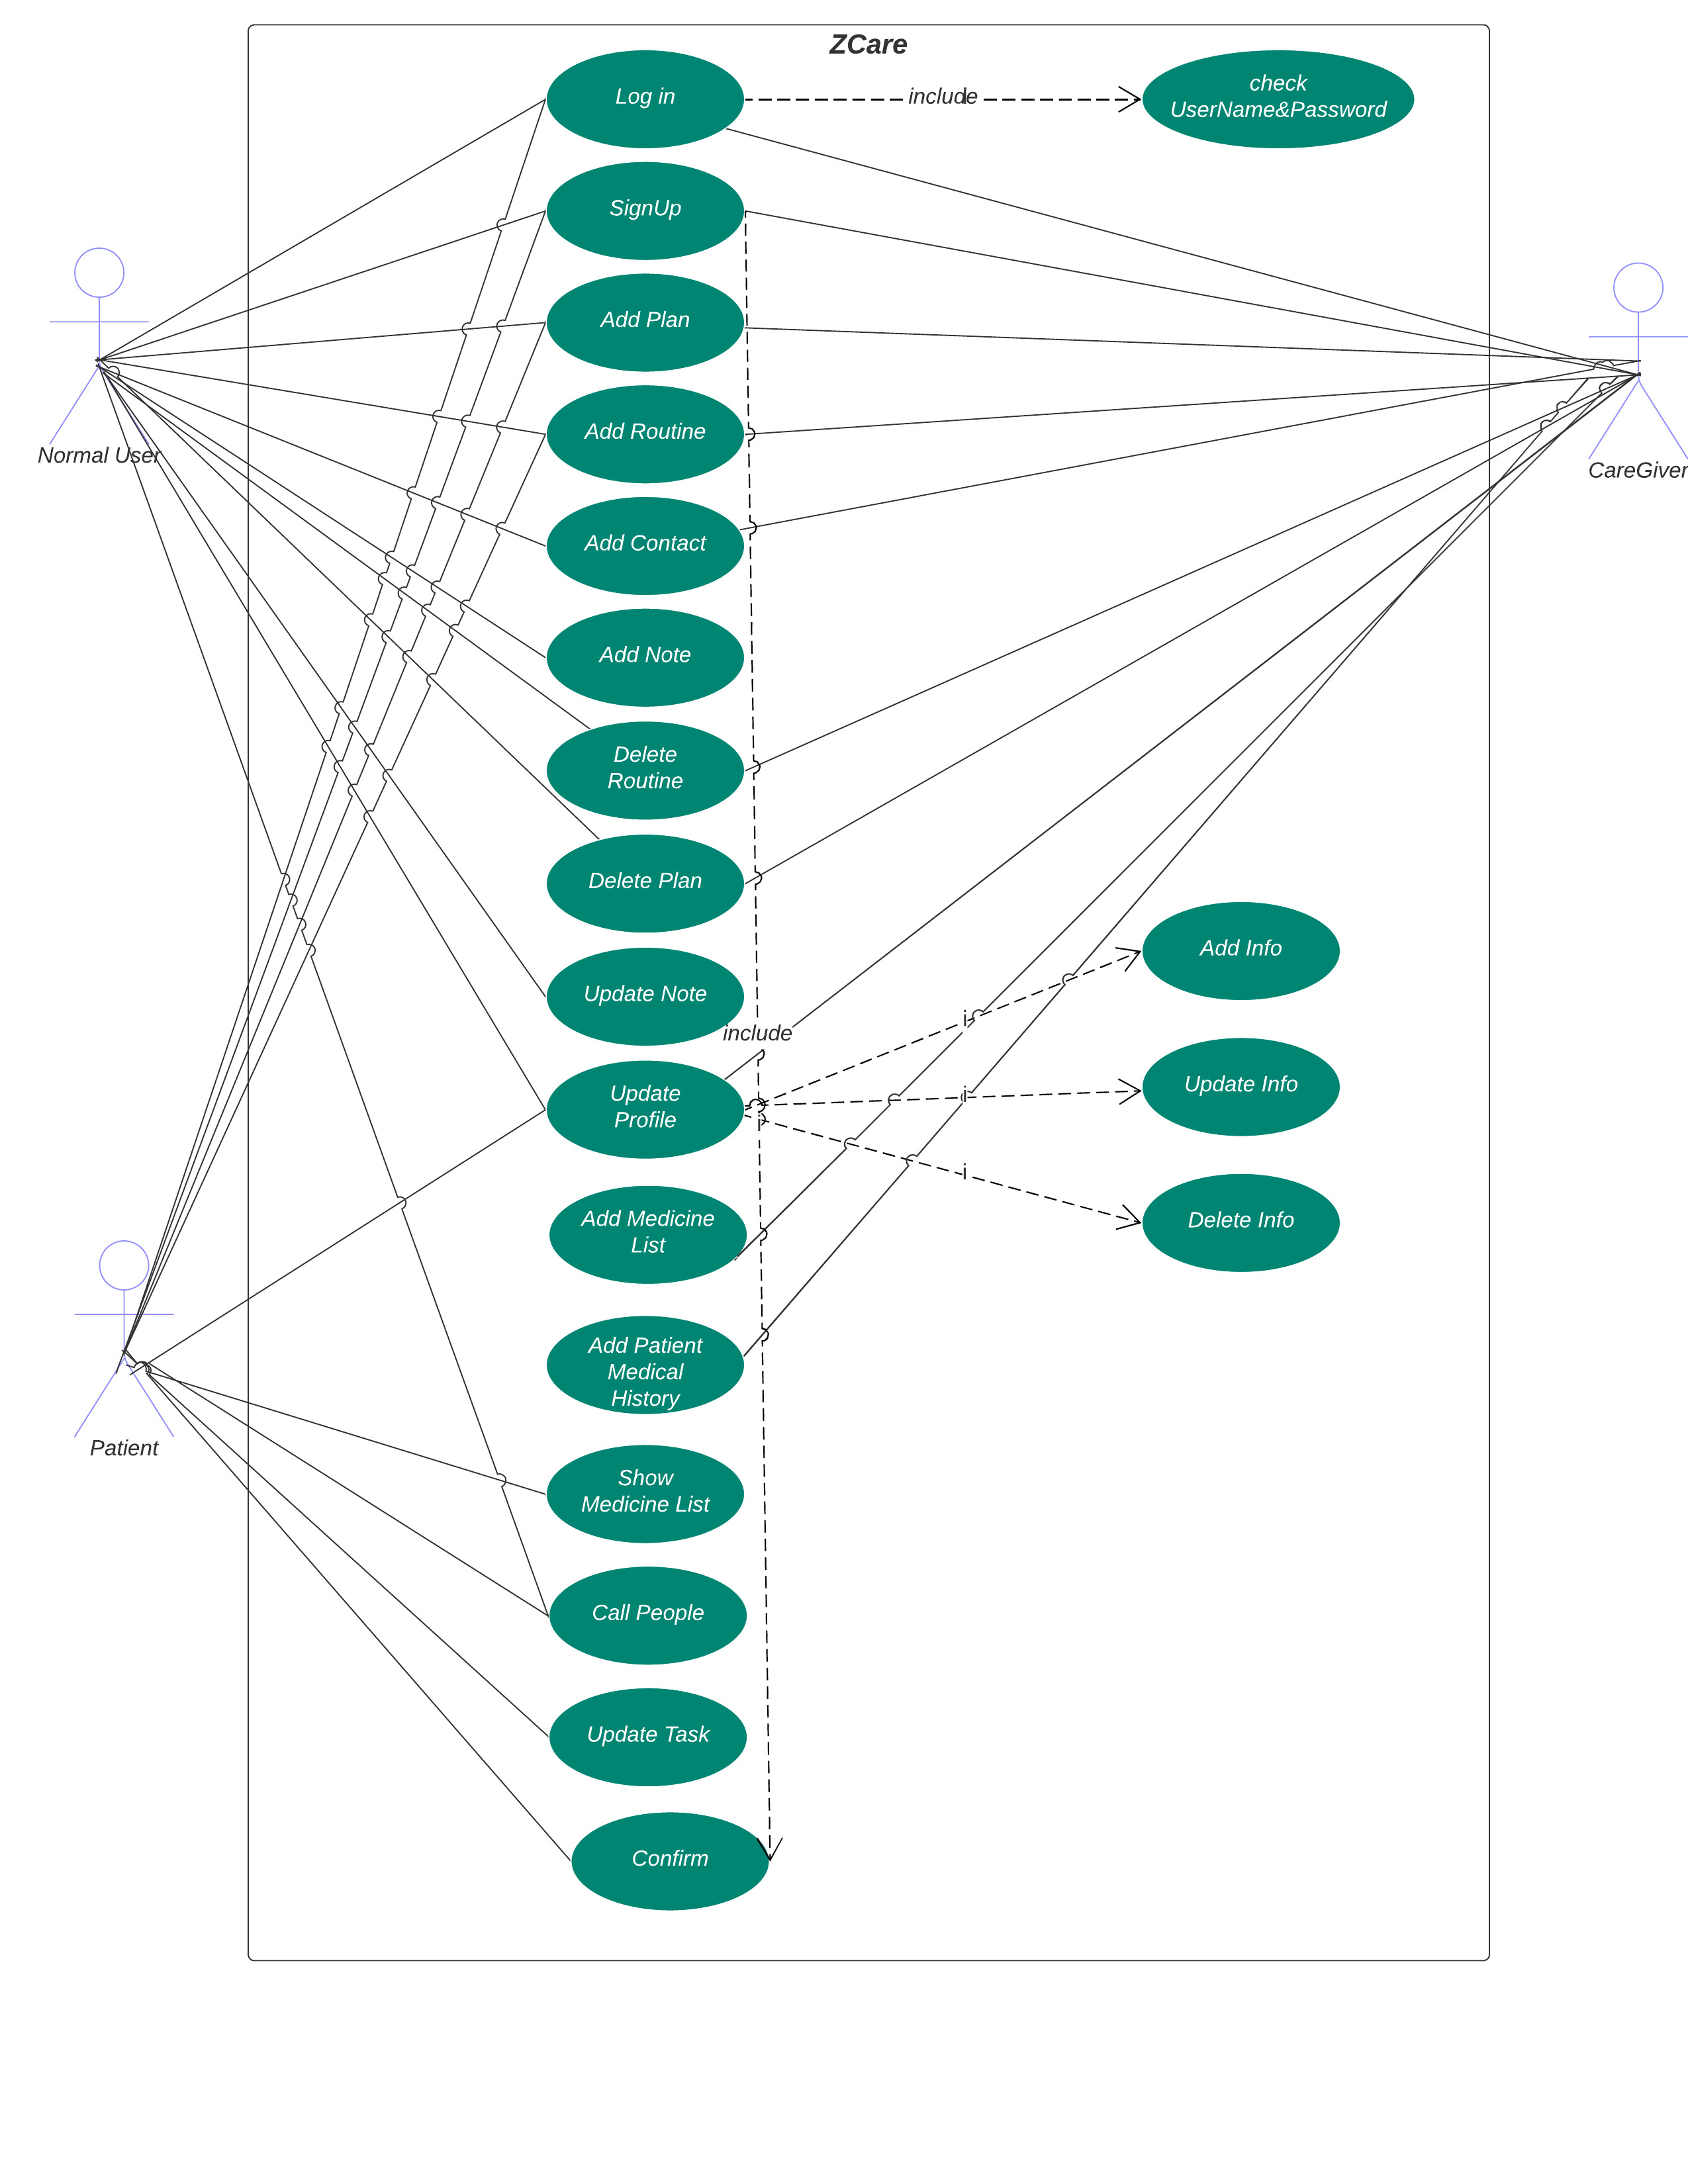 ZCare
Log in
include
check
UserName&Password
SignUp
Add Plan
Add Routine
Normal User
CareGiver
Add Contact
Add Note
Delete
Routine
Delete Plan
Add Info
Update Note
i
include
Update
Profile
i
Update Info
i
i
Delete Info
Add Medicine
List
Add Patient
Medical
History
Patient
Show
Medicine List
Call People
Update Task
Confirm